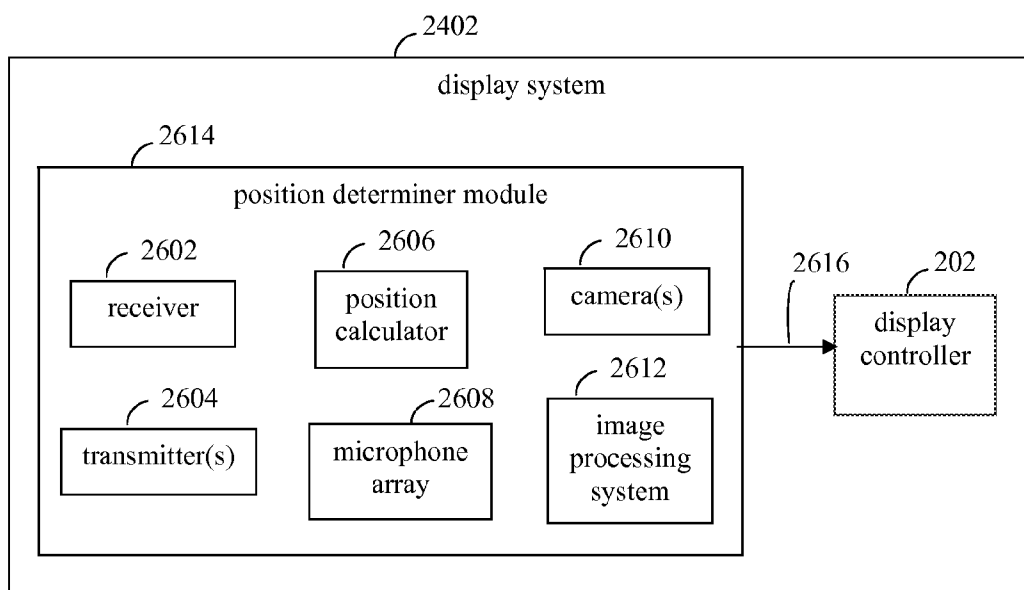 2402
display system
2614
position determiner module
2602
receiver
2606
position
calculator
2610
camera(s)
2616
202
display
controller
2604
transmitter(s)
2608
microphone
array
2612
image
processing
system